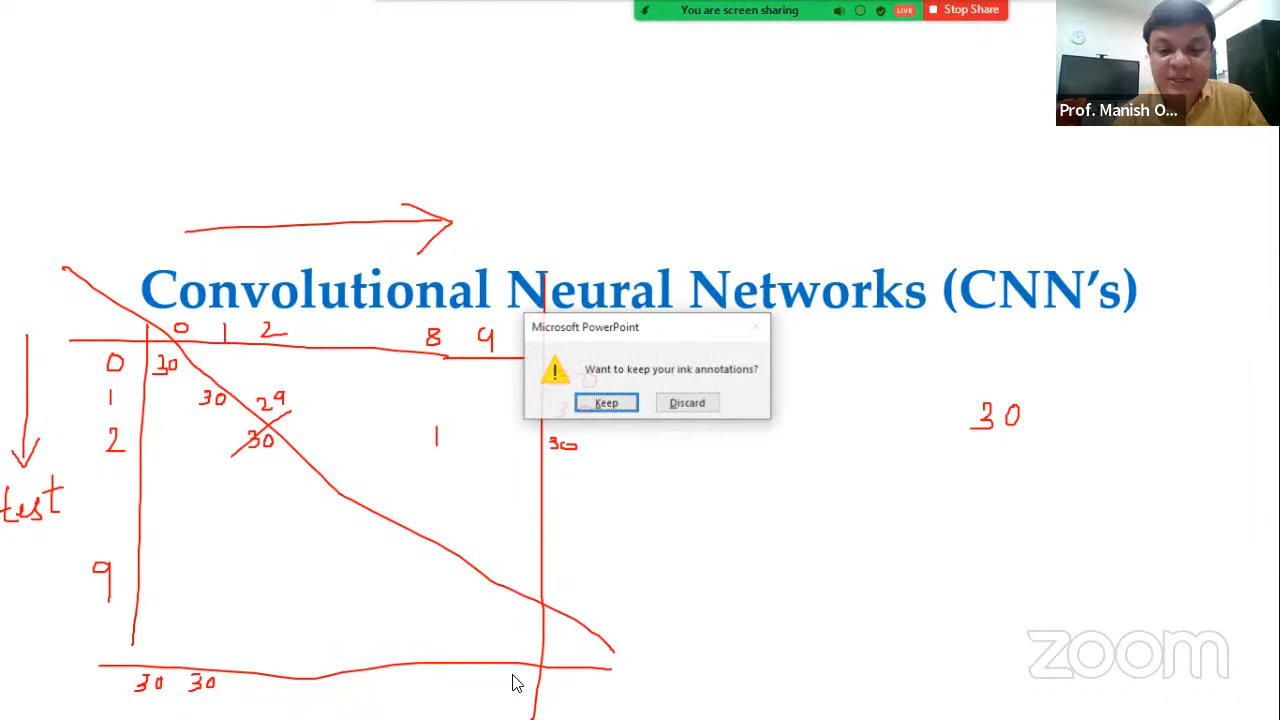 You are screen sharing LIVE Stop Share
Prof. Manish O...
Convolutional Neural Networks (CNN's)
0 1 2 8 9
Microsoft PowerPoint
Want to keep your ink annotations?
Keep Discard
0 30
1 30 29
2 30 1 30
30
test
9
30 30
zoom